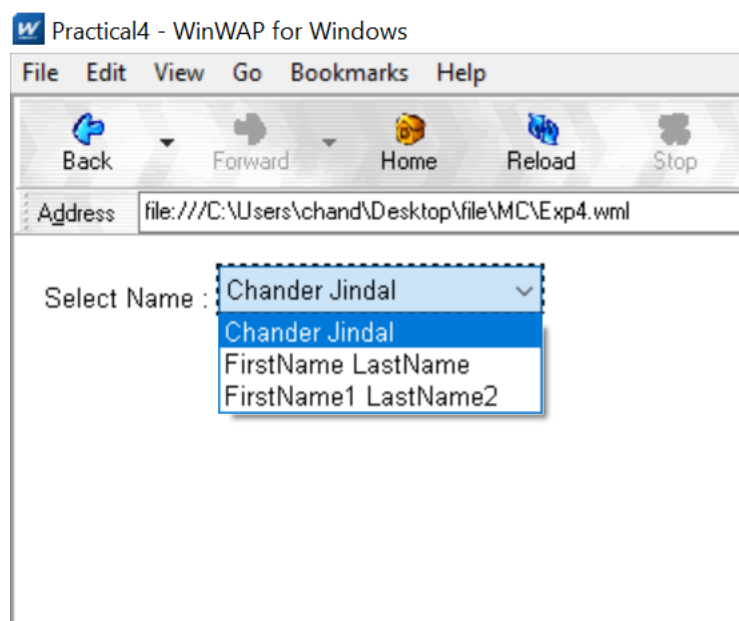 Practical4 - WinWAP for Windows
File Edit View Go Bookmarks Help
Back Forward Home Reload Stop
Address file:///C:\Users\chand\Desktop\file\MC\Exp4.wml
Select Name : Chander Jindal
Chander Jindal
FirstName LastName
FirstName1 LastName2